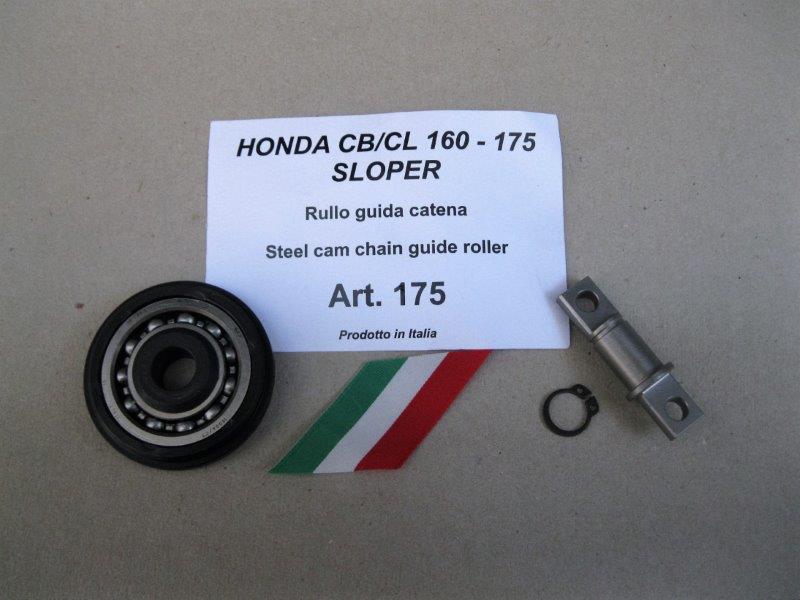 HONDA CB/CL 160 - 175
SLOPER
Rullo guida catena
Steel cam chain guide roller
Art. 175
Prodotto in Italia